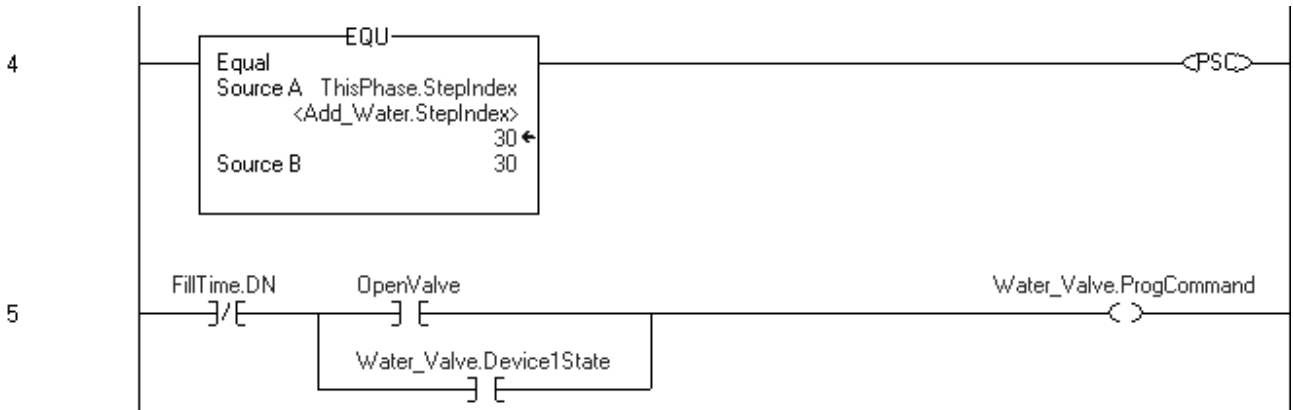 EQU
4
Equal
PSC
Source A ThisPhase.StepIndex
<Add_Water.StepIndex>
30
Source B 30
FillTime.DN OpenValve Water_Valve.ProgCommand
5
Water_Valve.Device1State